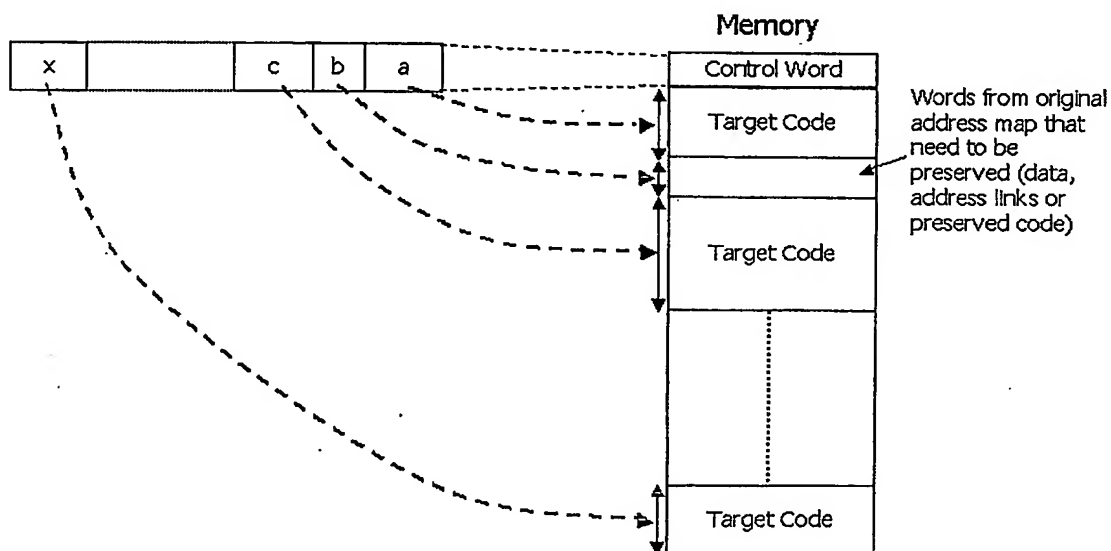 Memory
x c b a
Control Word
Target Code
Words from original
address map that
need to be
preserved (data,
address links or
preserved code)
Target Code
Target Code